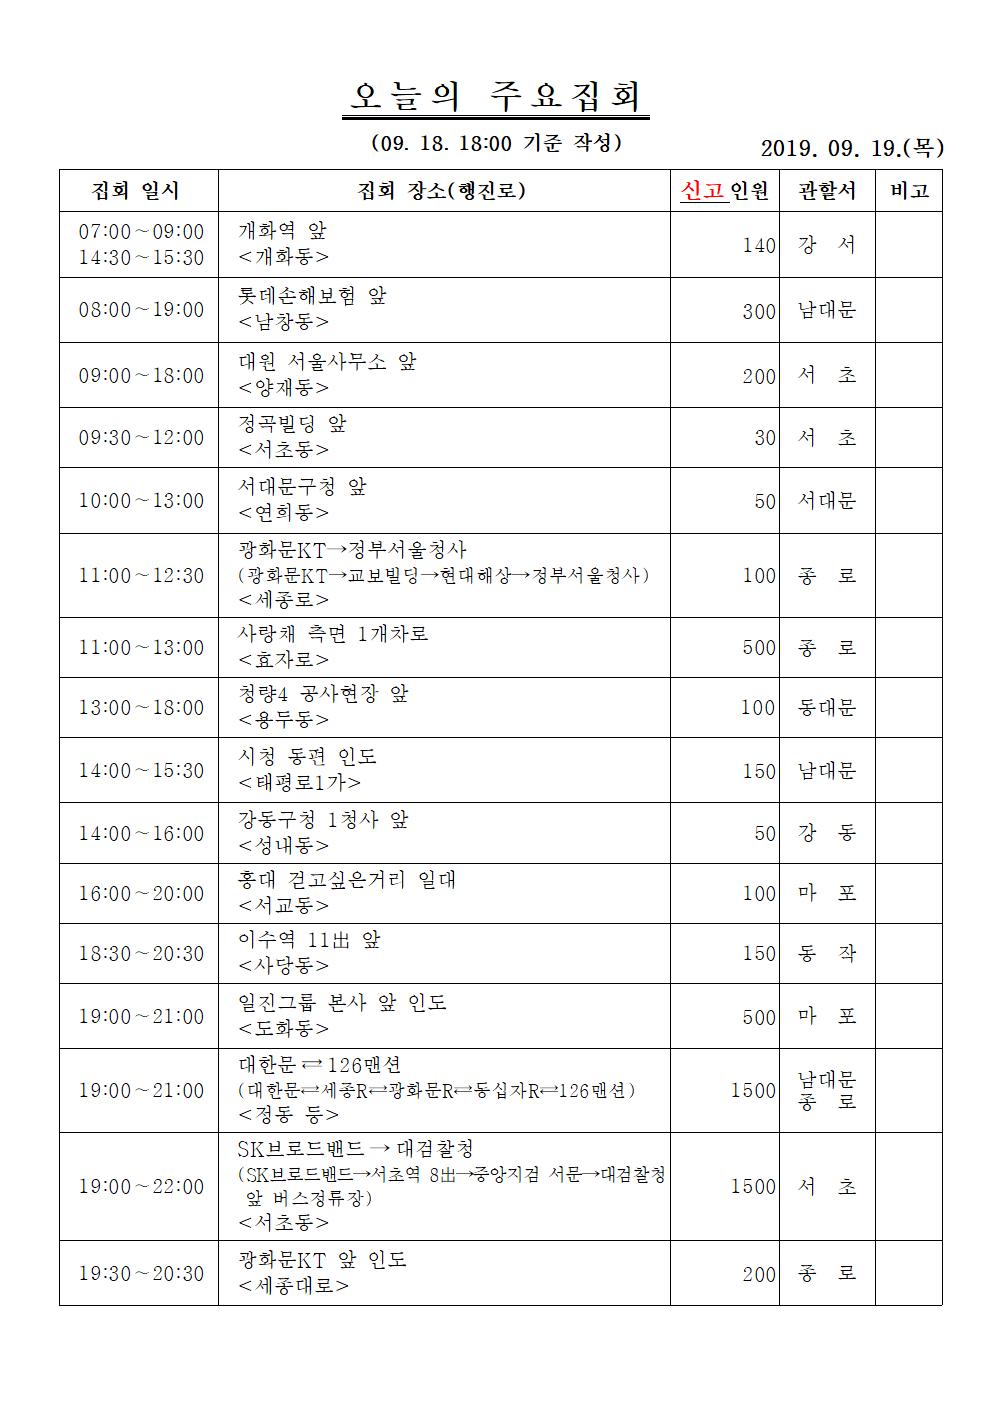 오늘의 주요집회
(09. 18. 18:00 기준 작성)
2019. 09. 19.(목)
집회 일시 집회 장소(행진로) 신고인원 관할서 비고
07:00~09:00
14:30~15:30
개화역 앞
<개화동>
140 강 서
08:00~19:00
롯데손해보험 앞
<남창동>
300 남대문
09:00~18:00
대원 서울사무소 앞
<양재동>
200 서 초
09:30~12:00
정곡빌딩 앞
<서초동>
30 서 초
10:00~13:00
서대문구청 앞
<연희동>
50 서대문
11:00~12:30
광화문KT→정부서울청사
(광화문KT→교보빌딩→현대해상→정부서울청사)
<세종로>
100 종 로
11:00~13:00
사랑채 측면 1개차로
<효자로>
500 종 로
13:00~18:00
청량4 공사현장 앞
<용두동>
100 동대문
14:00~15:30
시청 동편 인도
<태평로1가>
150 남대문
14:00~16:00
강동구청 1청사 앞
<성내동>
50 강 동
16:00~20:00
홍대 걷고싶은거리 일대
<서교동>
100 마 포
18:30~20:30
이수역 11出 앞
<사당동>
150 동 작
19:00~21:00
일진그룹 본사 앞 인도
<도화동>
500 마 포
19:00~21:00
대한문⇄126맨션
(대한문⇄세종R⇄광화문R⇄동십자R⇄126맨션)
<정동 등>
1500
남대문
종 로
19:00~22:00
SK브로드밴드→대검찰청
(SK브로드밴드→서초역 8出→중앙지검 서문→대검찰청
앞 버스정류장)
<서초동>
1500 서 초
19:30~20:30
광화문KT 앞 인도
<세종대로>
200 종 로